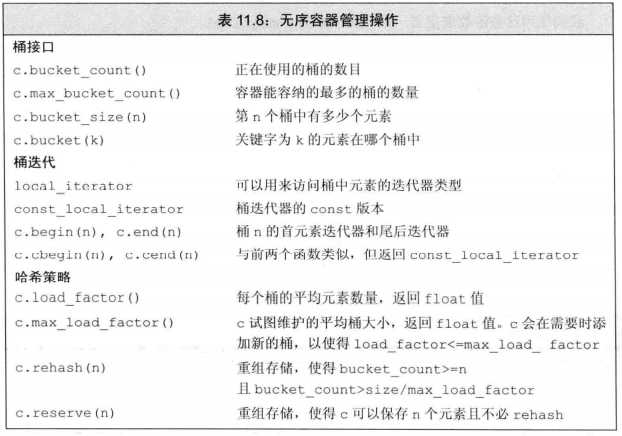 表 11.8：无序容器管理操作
桶接口
c.bucket_count() 正在使用的桶的数目
c.max_bucket_count() 容器能容纳的最多的桶的数量
c.bucket_size(n) 第 n 个桶中有多少个元素
c.bucket(k) 关键字为 k 的元素在哪个桶中
桶迭代
local_iterator 可以用来访问桶中元素的迭代器类型
const_local_iterator 桶迭代器的 const 版本
c.begin(n), c.end(n) 桶 n 的首元素迭代器和尾后迭代器
c.cbegin(n), c.cend(n) 与前两个函数类似，但返回 const_local_iterator
哈希策略
c.load_factor() 每个桶的平均元素数量，返回 float 值
c.max_load_factor() c 试图维护的平均桶大小，返回 float 值。c 会在需要时添
加新的桶，以使得 load_factor<=max_load_ factor
c.rehash(n) 重组存储，使得 bucket_count>=n
且 bucket_count>size/max_load_factor
c.reserve(n) 重组存储，使得 c 可以保存 n 个元素且不必 rehash